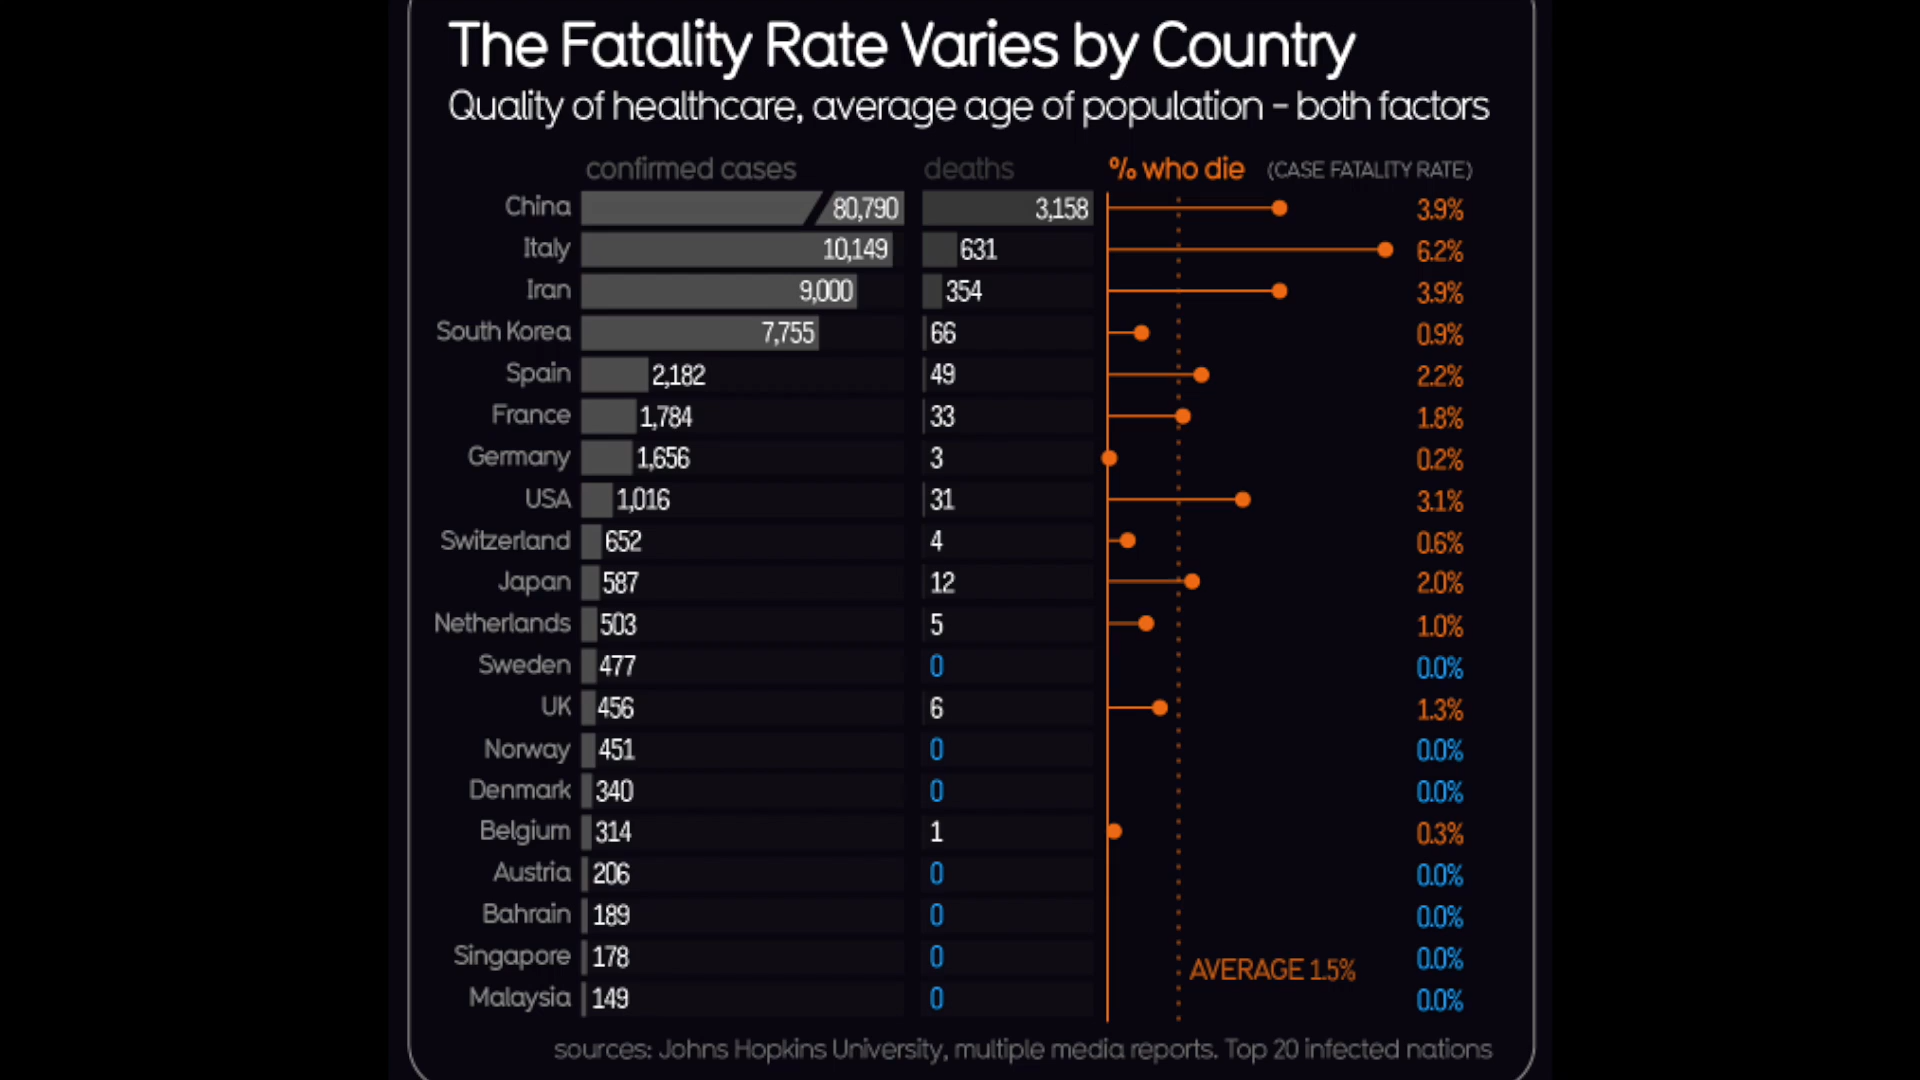 The Fatality Rate Varies by Country
Quality of healthcare, average age of population - both factors
confirmed cases deaths % who die (CASE FATALITY RATE)
China 80,790 3,158 3.9%
Italy 10,149 631 6.2%
Iran 9,000 354 3.9%
South Korea 7,755 66 0.9%
Spain 2,182 49 2.2%
France 1,784 33 1.8%
Germany 1,656 3 0.2%
USA 1,016 31 3.1%
Switzerland 652 4 0.6%
Japan 587 12 2.0%
Netherlands 503 5 1.0%
Sweden 477 0 0.0%
UK 456 6 1.3%
Norway 451 0 0.0%
Denmark 340 0 0.0%
Belgium 314 1 0.3%
Austria 206 0 0.0%
Bahrain 189 0 0.0%
Singapore 178 0 0.0%
AVERAGE 1.5%
Malaysia 149 0 0.0%
sources: Johns Hopkins University, multiple media reports. Top 20 infected nations